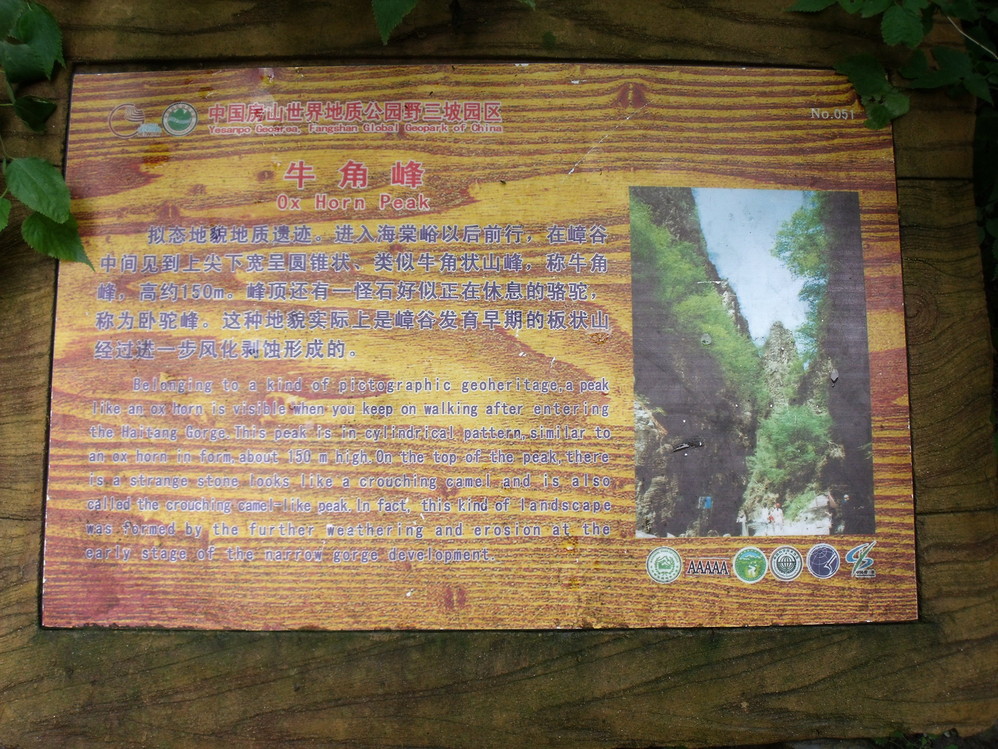 中国房山世界地质公园野三坡园区
Yesanpo Geoarea, Fangshan Global Geopark of China
No.051
牛角峰
Ox Horn Peak
拟态地貌地质遗迹。进入海棠峪以后前行，在嶂谷
中间见到上尖下宽呈圆锥状、类似牛角状山峰，称牛角
峰，高约150m。峰顶还有一怪石好似正在休息的骆驼，
称为卧驼峰。这种地貌实际上是嶂谷发育早期的板状山
经过进一步风化剥蚀形成的。
Belonging to a kind of pictographic geoheritage,a peak
like an ox horn is visible when you keep on walking after entering
the Haitang Gorge.This peak is in cylindrical pattern,similar to
an ox horn in form about 150 m high.On the top of the peak,there
is a strange stone looks like a crouching camel and is also
called the crouching camel-like peak.In fact, this kind of landscape
was formed by the further weathering and erosion at the
early stage of the narrow gorge development.
AAAAA